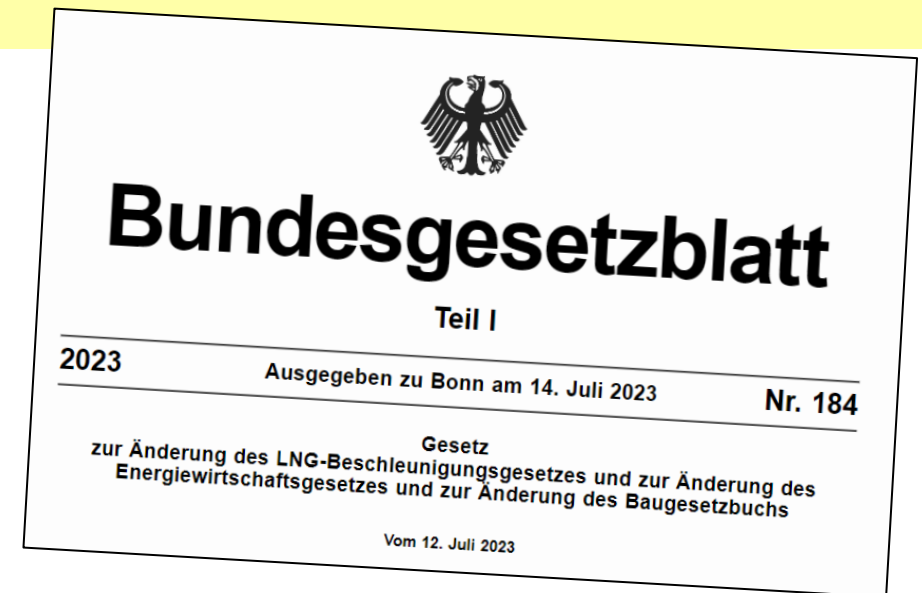 Bundesgesetzblatt
Teil I
2023 Ausgegeben zu Bonn am 14. Juli 2023 Nr. 184
Gesetz
zur Änderung des LNG-Beschleunigungsgesetzes und zur Änderung des
Energiewirtschaftsgesetzes und zur Änderung des Baugesetzbuchs
Vom 12. Juli 2023